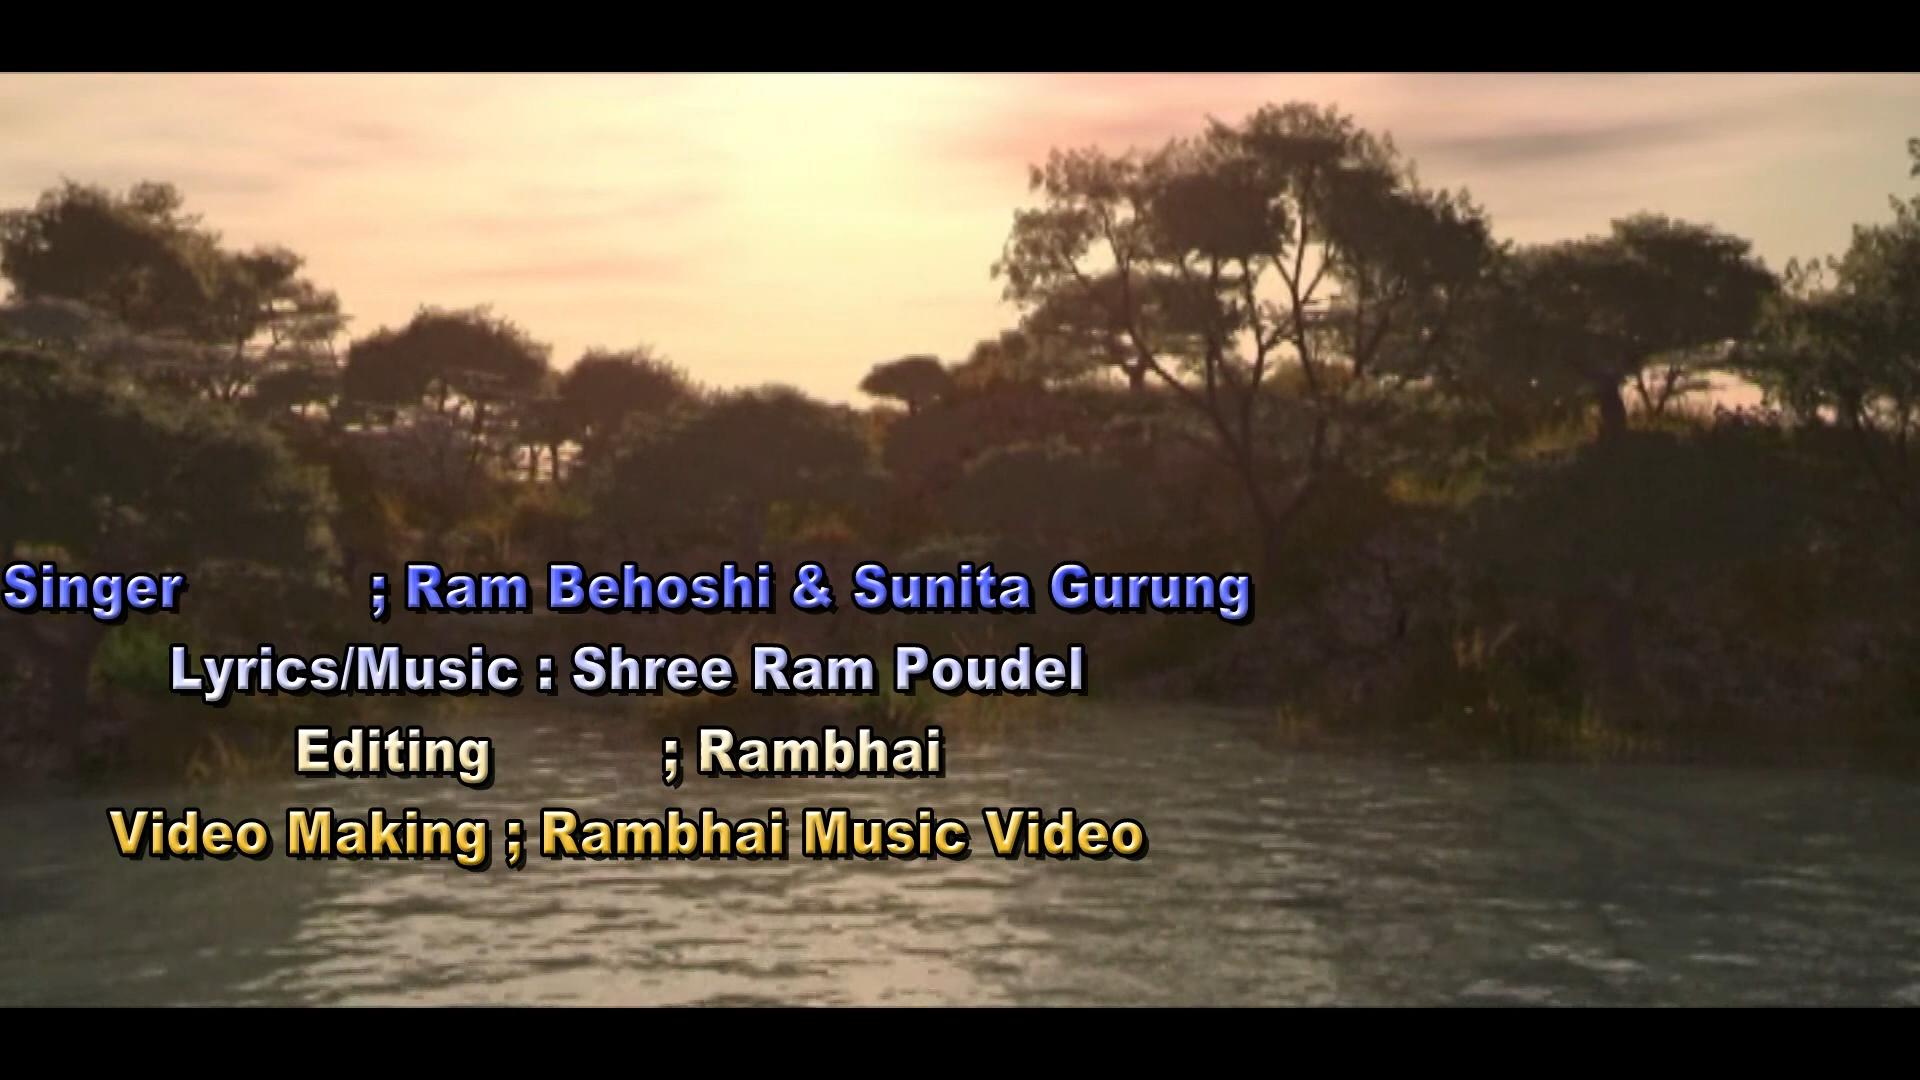 Singer ; Ram Behoshi & Sunita Gurung
Lyrics/Music : Shree Ram Poudel
Editing ; Rambhai
Video Making ; Rambhai Music Video